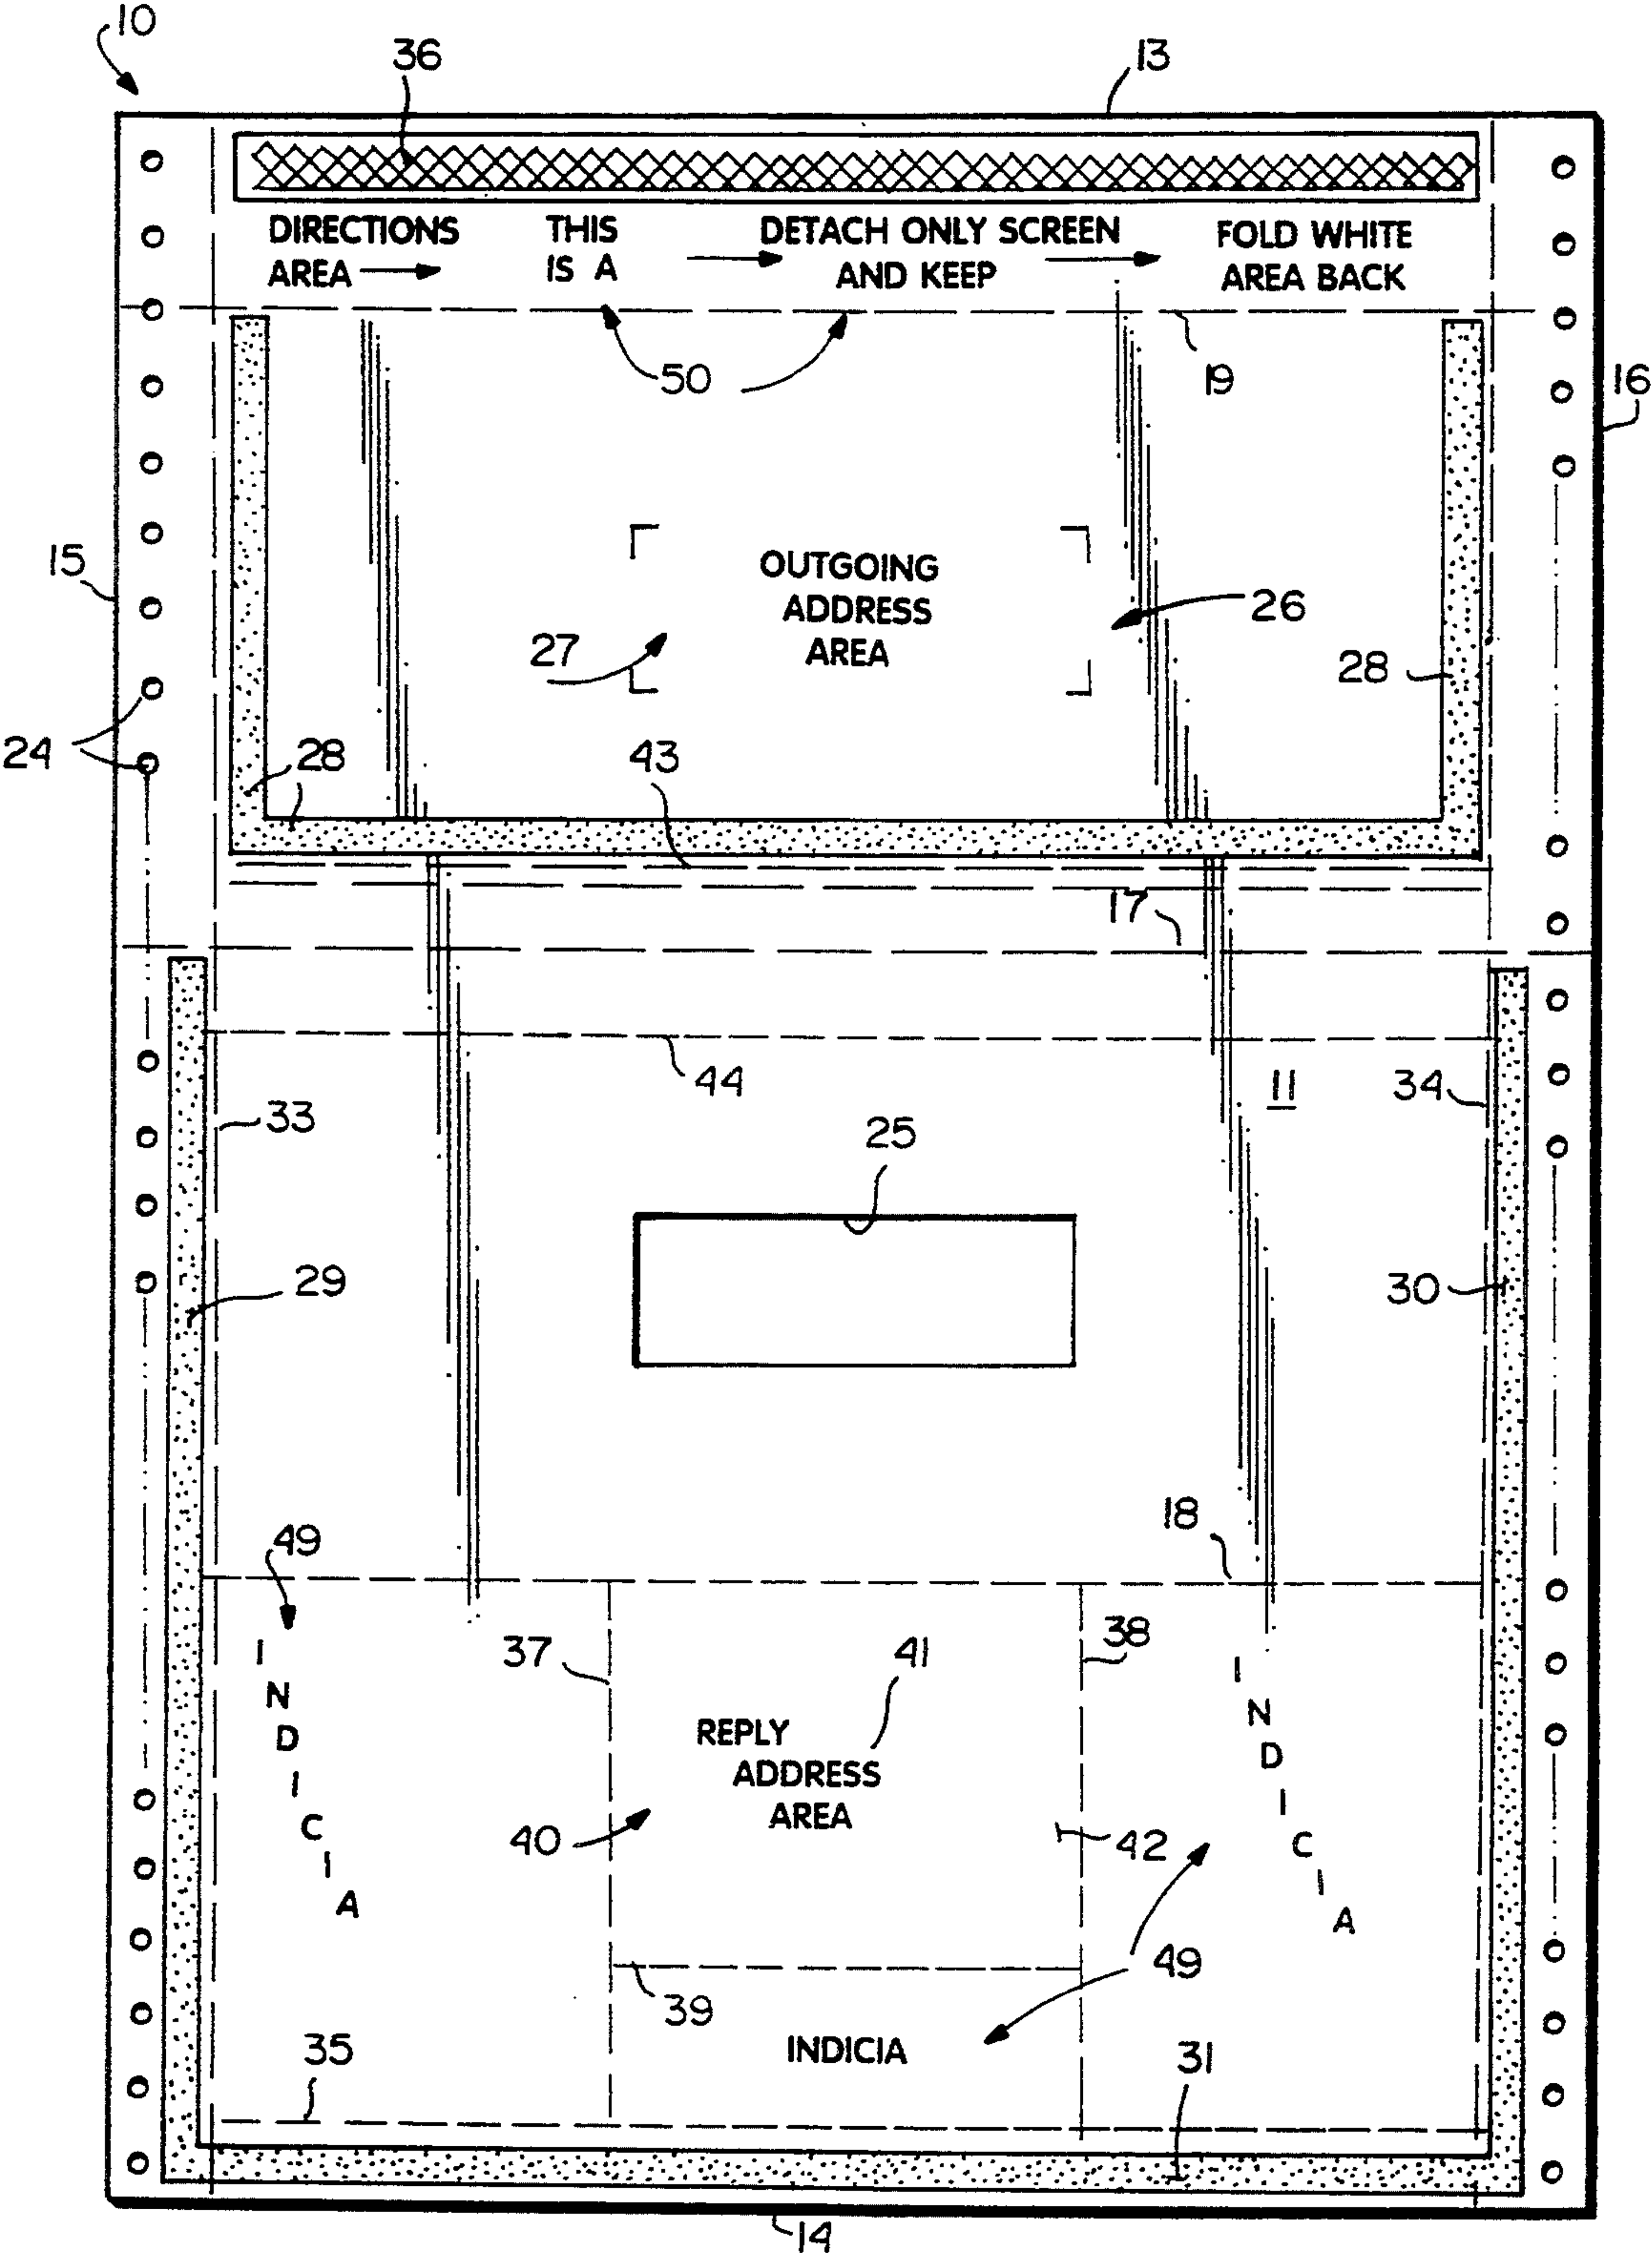 10
36
13
DIRECTIONS AREA
THIS IS A
DETACH ONLY SCREEN AND KEEP
FOLD WHITE AREA BACK
50
19
16
15
OUTGOING
ADDRESS
AREA
26
27
28
24
28
43
17
44
11
34
33
25
29
30
18
49
37
38
41
I
N
D
I
C
I
A
REPLY
ADDRESS
AREA
I
N
D
I
C
I
A
40
42
49
39
INDICIA
35
31
14